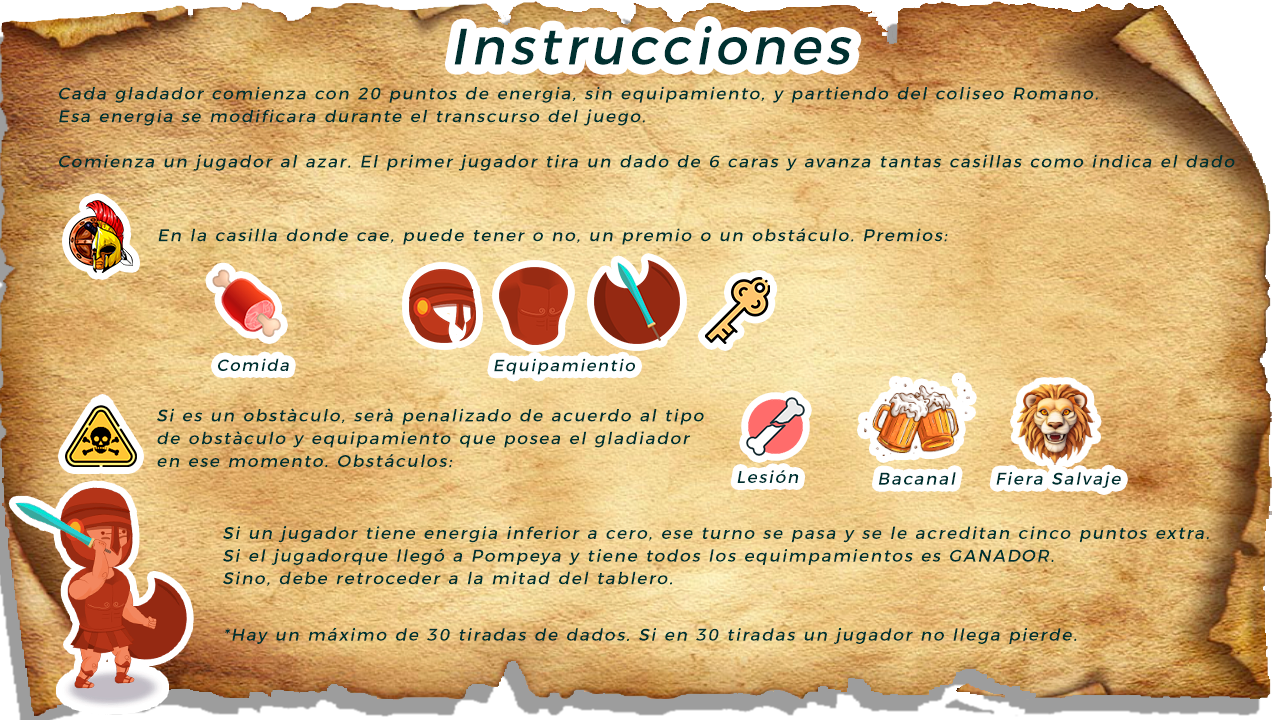 Instrucciones
Cada gladador comienza con 20 puntos de energia, sin equipamiento, y partiendo del coliseo Romano.
Esa energia se modificara durante el transcurso del juego.
Comienza un jugador al azar. El primer jugador tira un dado de 6 caras y avanza tantas casillas como indica el dado
En la casilla donde cae, puede tener o no, un premio o un obstáculo. Premios:
Comida
Equipamientio
Si es un obstàculo, serà penalizado de acuerdo al tipo
de obstàculo y equipamiento que posea el gladiador
en ese momento. Obstáculos:
Lesión
Bacanal
Fiera Salvaje
Si un jugador tiene energia inferior a cero, ese turno se pasa y se le acreditan cinco puntos extra.
Si el jugadorque llegó a Pompeya y tiene todos los equimpamientos es GANADOR.
Sino, debe retroceder a la mitad del tablero.
*Hay un máximo de 30 tiradas de dados. Si en 30 tiradas un jugador no llega pierde.